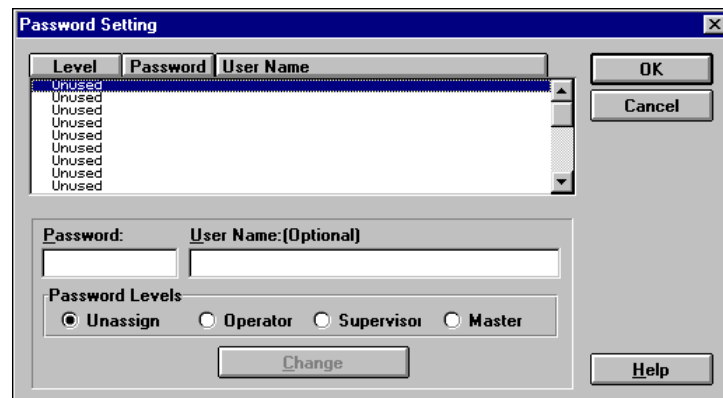 Password Setting
Level Password User Name
OK
Unused
Unused
Cancel
Unused
Unused
Unused
Unused
Unused
Unused
Unused
Password: User Name:(Optional)
Password Levels
Unassign Operator Supervisor Master
Change
Help